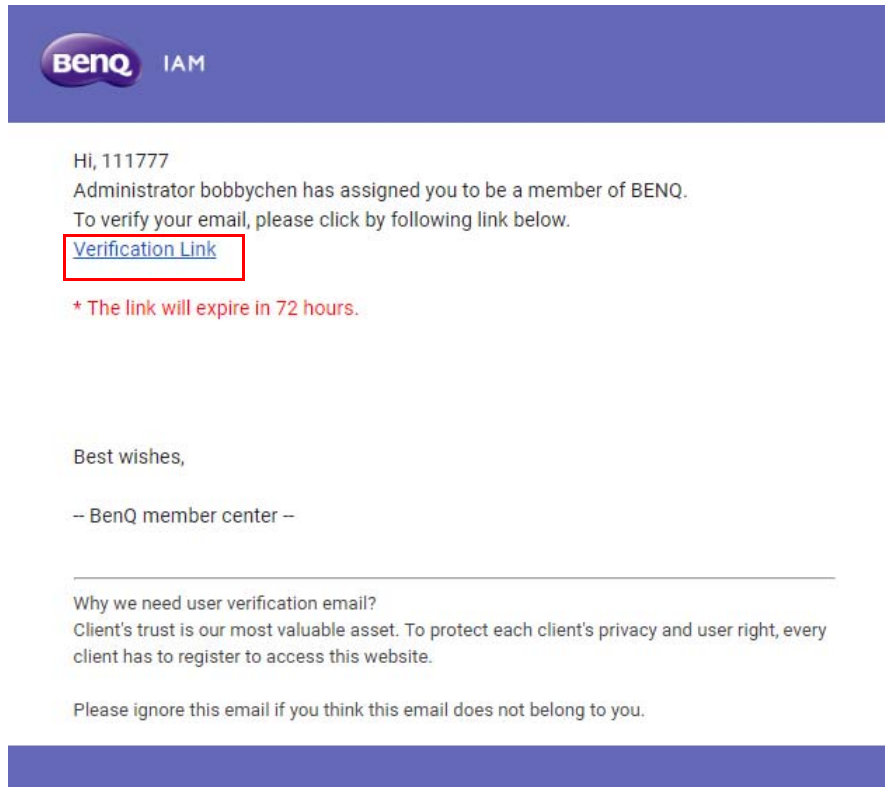 BenQ IAM
Hi, 111777
Administrator bobbychen has assigned you to be a member of BENQ.
To verify your email, please click by following link below.
Verification Link
* The link will expire in 72 hours.
Best wishes,
-- BenQ member center --
Why we need user verification email?
Client's trust is our most valuable asset. To protect each client's privacy and user right, every
client has to register to access this website.
Please ignore this email if you think this email does not belong to you.